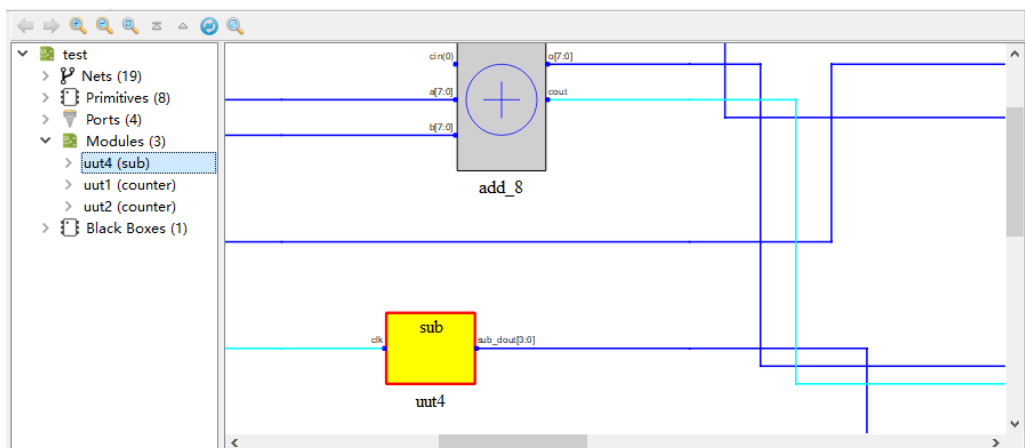 test
Nets (19)
Primitives (8)
Ports (4)
Modules (3)
uut4 (sub)
uut1 (counter)
uut2 (counter)
Black Boxes (1)
cin(0)
o[7:0]
a[7:0]
cout
b[7:0]
add_8
sub
clk
sub_dout[3:0]
uut4